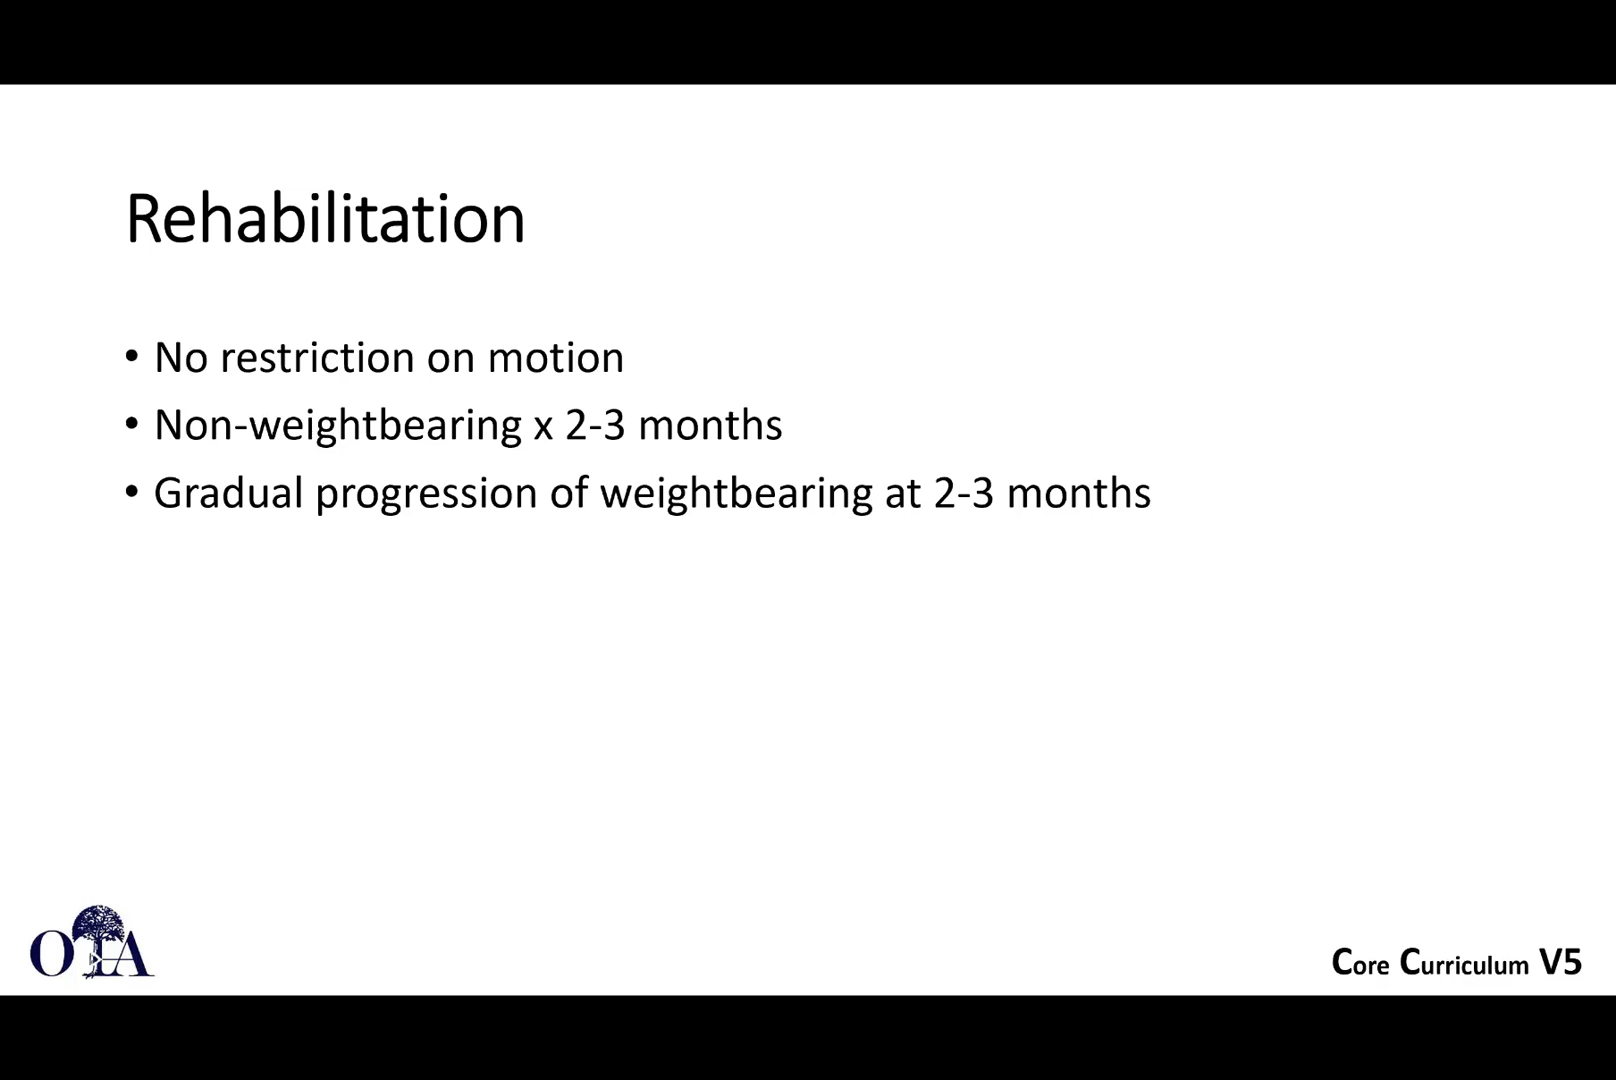 Rehabilitation
• No restriction on motion
• Non-weightbearing x 2-3 months
• Gradual progression of weightbearing at 2-3 months
OTA
Core Curriculum V5